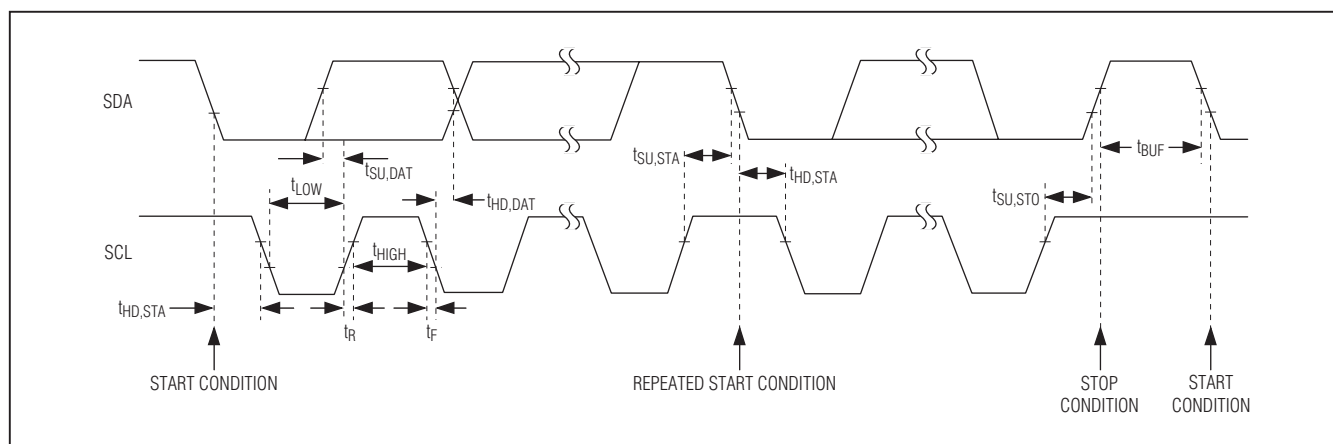 SDA
tSU,DAT
tLOW
tHD,DAT
tSU,STA
tHD,STA
tBUF
tSU,STO
SCL
tHIGH
tHD,STA
tR
tF
START CONDITION
REPEATED START CONDITION
STOP
CONDITION
START
CONDITION